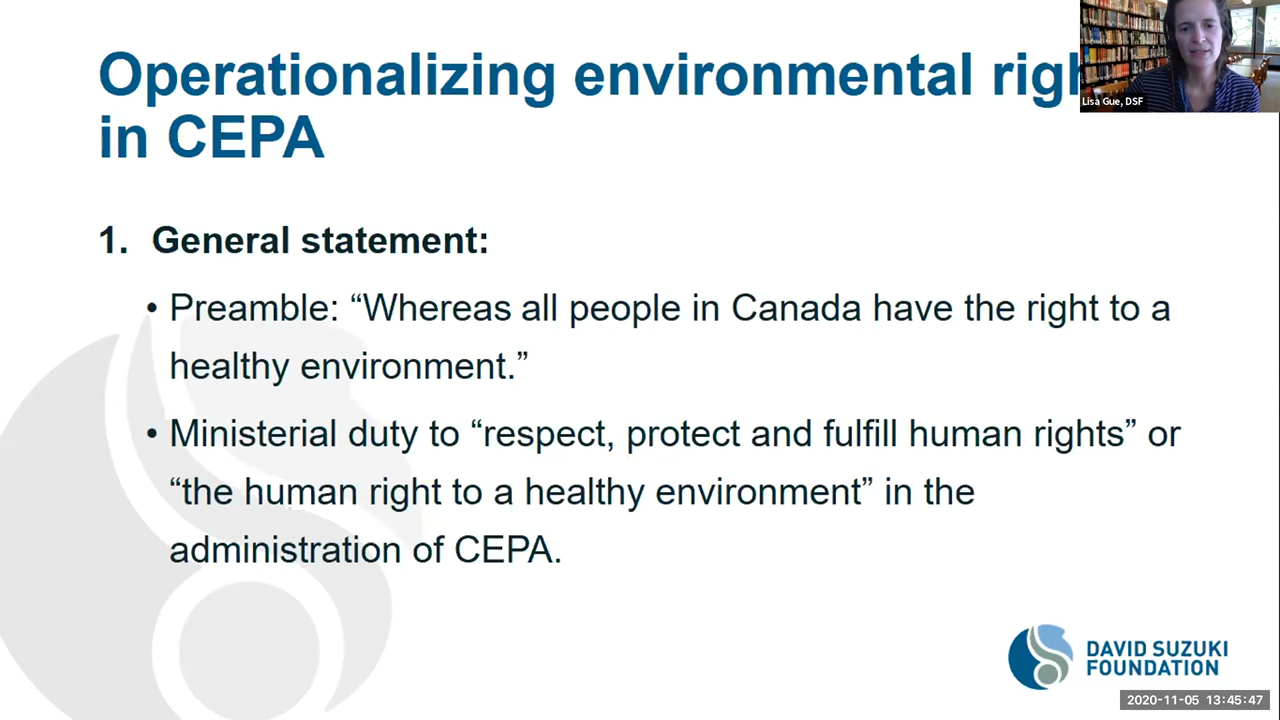 Operationalizing environmental righ
in CEPA
Lisa Gue, DSF
1. General statement:
• Preamble: “Whereas all people in Canada have the right to a
healthy environment.”
• Ministerial duty to “respect, protect and fulfill human rights” or
“the human right to a healthy environment” in the
administration of CEPA.
DAVID SUZUKI
FOUNDATION
2020-11-05 13:45:47